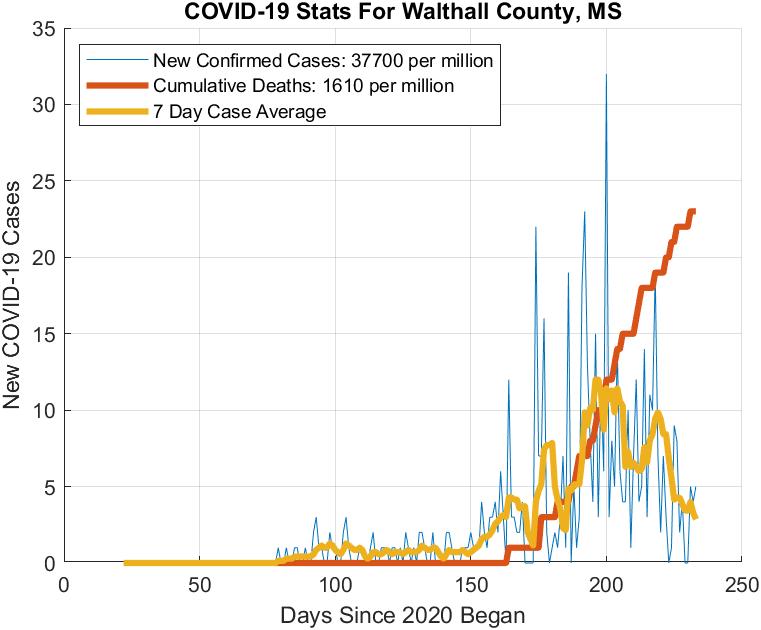 COVID-19 Stats For Walthall County, MS
35
New Confirmed Cases: 37700 per million
Cumulative Deaths: 1610 per million
7 Day Case Average
30
25
20
15
10
5
0
New COVID-19 Cases
0 50 100 150 200 250
Days Since 2020 Began